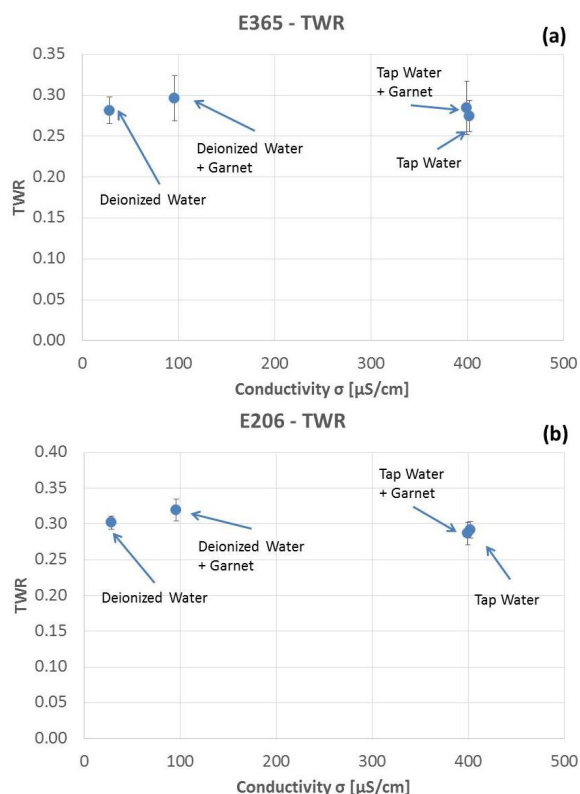 E365 - TWR
(a)
0.35
0.30
0.25
0.20
0.15
0.10
0.05
0.00
TWR
Tap Water
+ Garnet
Deionized Water
+ Garnet
Tap Water
Deionized Water
0
100
200
300
400
500
Conductivity σ [µS/cm]
E206 - TWR
(b)
0.40
0.35
0.30
0.25
0.20
0.15
0.10
0.05
0.00
TWR
Tap Water
+ Garnet
Deionized Water
+ Garnet
Deionized Water
Tap Water
0
100
200
300
400
500
Conductivity σ [µS/cm]